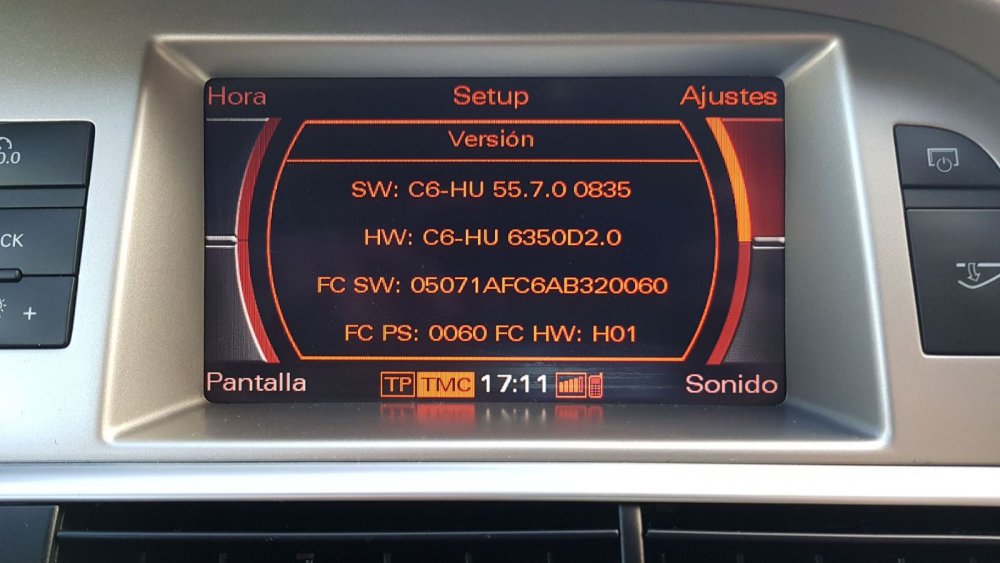 Hora Setup Ajustes
Versión
SW: C6-HU 55.7.0 0835
HW: C6-HU 6350D2.0
FC SW: 05071AFC6AB320060
FC PS: 0060 FC HW: H01
Pantalla TP TMC 17:11 Sonido